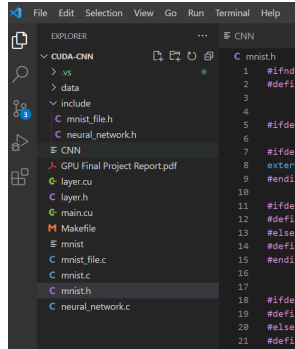 File Edit Selection View Go Run Terminal Help
EXPLORER ...
CNN
CUDA-CNN
.vs
data
include
C mnist_file.h
C neural_network.h
CNN
GPU Final Project Report.pdf
layer.cu
C layer.h
main.cu
M Makefile
mnist
C mnist_file.c
C mnist.c
C mnist.h
C neural_network.c
3
C mnist.h
1 #ifnd
2 #defi
3
4
5 #ifde
6
7 #ifde
8 exter
9 #endi
10
11 #ifde
12 #defi
13 #else
14 #defi
15 #endi
16
17
18 #ifde
19 #defi
20 #else
21 #defi